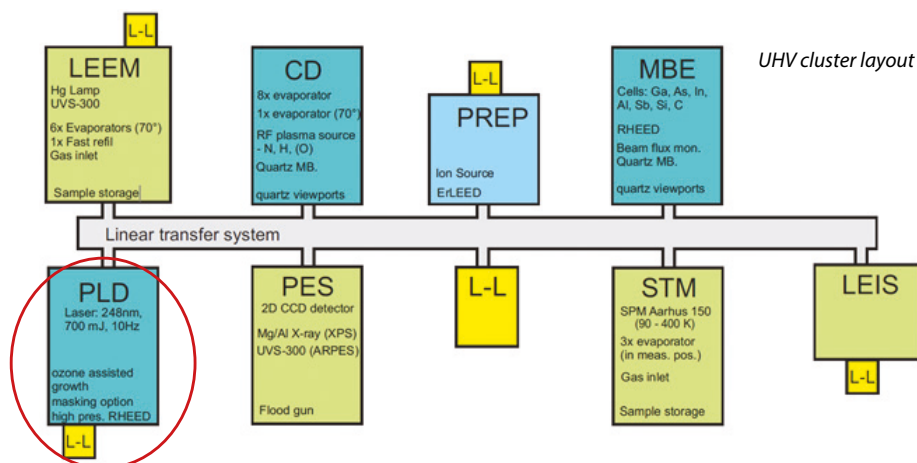 UHV cluster layout
L-L
LEEM
Hg Lamp
UVS-300
6x Evaporators (70°)
1x Fast refil
Gas inlet
Sample storage
CD
8x evaporator
1x evaporator (70°)
RF plasma source
- N, H, (O)
Quartz MB.
quartz viewports
L-L
PREP
Ion Source
ErLEED
MBE
Cells: Ga, As, In,
Al, Sb, Si, C
RHEED
Beam flux mon.
Quartz MB.
quartz viewports
Linear transfer system
PLD
Laser: 248nm,
700 mJ, 10Hz
ozone assisted
growth
masking option
high pres. RHEED
L-L
PES
2D CCD detector
Mg/Al X-ray (XPS)
UVS-300 (ARPES)
Flood gun
L-L
STM
SPM Aarhus 150
(90 - 400 K)
3x evaporator
(in meas. pos.)
Gas inlet
Sample storage
LEIS
L-L